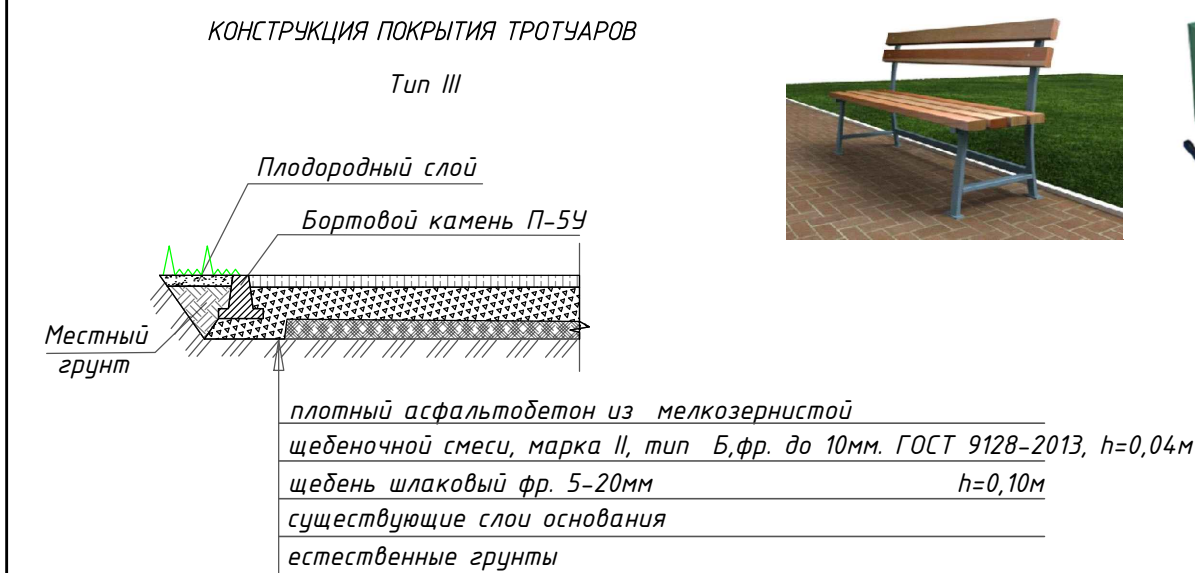 КОНСТРУКЦИЯ ПОКРЫТИЯ ТРОТУАРОВ
Тип III
Плодородный слой
Бортовой камень П-5У
Местный
грунт
плотный асфальтобетон из мелкозернистой
щебеночной смеси, марка II, тип Б,фр. до 10мм. ГОСТ 9128-2013, h=0,04м
щебень шлаковый фр. 5-20мм h=0,10м
существующие слои основания
естественные грунты